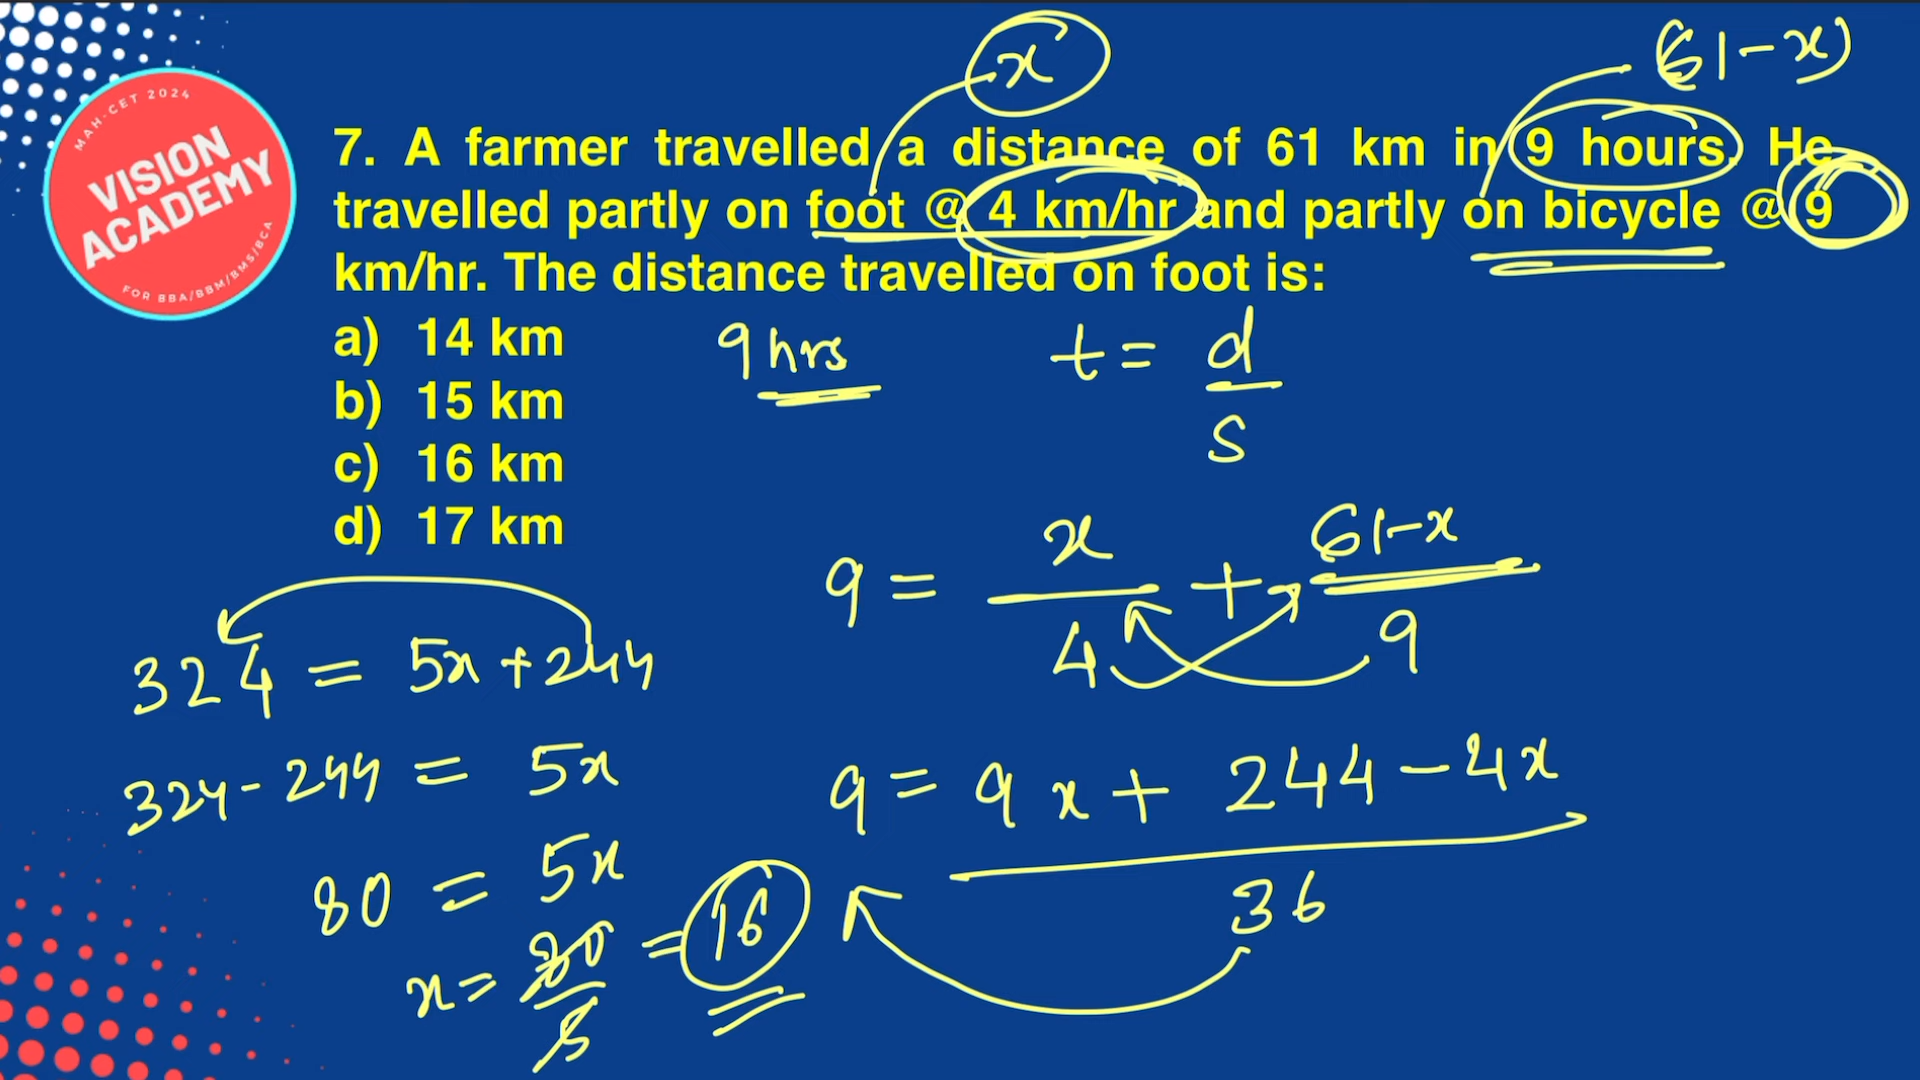 x
(61-x)
MAH-CET 2024
VISION
ACADEMY
FOR BBA/BBM/BMS/BCA
7. A farmer travelled a distance of 61 km in 9 hours. He
travelled partly on foot @ 4 km/hr and partly on bicycle @ 9
km/hr. The distance travelled on foot is:
a) 14 km
b) 15 km
c) 16 km
d) 17 km
9 hrs
t = d/s
9 = x/4 + 61-x/9
9 = 9x + 244 - 4x / 36
324 = 5x + 244
324 - 244 = 5x
80 = 5x
x = 80/5 = 16